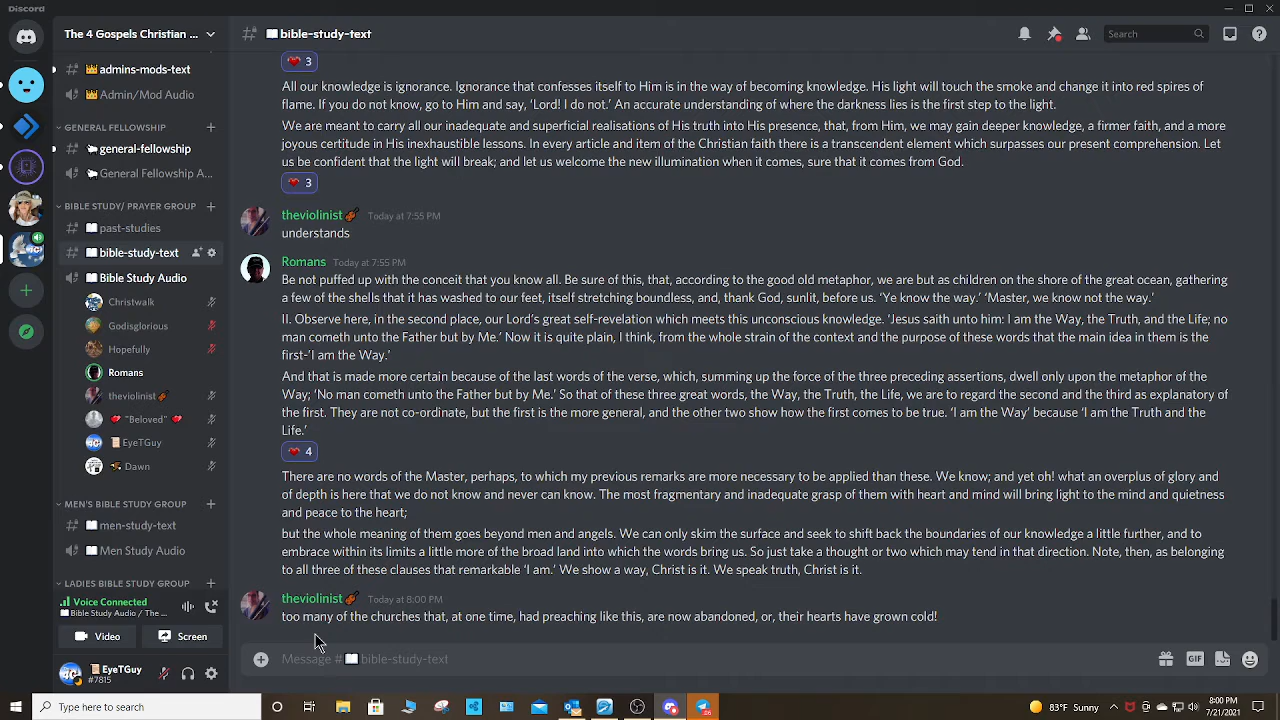 Discord
The 4 Gospels Christian ...
bible-study-text
Search
admins-mods-text
Admin/Mod Audio
GENERAL FELLOWSHIP
general-fellowship
General Fellowship A...
BIBLE STUDY/ PRAYER GROUP
past-studies
bible-study-text
Bible Study Audio
Christwalk
Godisglorious
Hopefully
Romans
theviolinist
"Beloved"
EyeTGuy
Dawn
MEN'S BIBLE STUDY GROUP
men-study-text
Men Study Audio
LADIES BIBLE STUDY GROUP
Voice Connected
Bible Study Audio / The ...
Video
Screen
EyeTGuy
#7815
3
All our knowledge is ignorance. Ignorance that confesses itself to Him is in the way of becoming knowledge. His light will touch the smoke and change it into red spires of
flame. If you do not know, go to Him and say, ‘Lord! I do not.’ An accurate understanding of where the darkness lies is the first step to the light.
We are meant to carry all our inadequate and superficial realisations of His truth into His presence, that, from Him, we may gain deeper knowledge, a firmer faith, and a more
joyous certitude in His inexhaustible lessons. In every article and item of the Christian faith there is a transcendent element which surpasses our present comprehension. Let
us be confident that the light will break; and let us welcome the new illumination when it comes, sure that it comes from God.
3
theviolinist Today at 7:55 PM
understands
Romans Today at 7:55 PM
Be not puffed up with the conceit that you know all. Be sure of this, that, according to the good old metaphor, we are but as children on the shore of the great ocean, gathering
a few of the shells that it has washed to our feet, itself stretching boundless, and, thank God, sunlit, before us. ‘Ye know the way.’ ‘Master, we know not the way.’
II. Observe here, in the second place, our Lord’s great self-revelation which meets this unconscious knowledge. ‘Jesus saith unto him: I am the Way, the Truth, and the Life; no
man cometh unto the Father but by Me.’ Now it is quite plain, I think, from the whole strain of the context and the purpose of these words that the main idea in them is the
first-‘I am the Way.’
And that is made more certain because of the last words of the verse, which, summing up the force of the three preceding assertions, dwell only upon the metaphor of the
Way; ‘No man cometh unto the Father but by Me.’ So that of these three great words, the Way, the Truth, the Life, we are to regard the second and the third as explanatory of
the first. They are not co-ordinate, but the first is the more general, and the other two show how the first comes to be true. ‘I am the Way’ because ‘I am the Truth and the
Life.’
4
There are no words of the Master, perhaps, to which my previous remarks are more necessary to be applied than these. We know; and yet oh! what an overplus of glory and
of depth is here that we do not know and never can know. The most fragmentary and inadequate grasp of them with heart and mind will bring light to the mind and quietness
and peace to the heart;
but the whole meaning of them goes beyond men and angels. We can only skim the surface and seek to shift back the boundaries of our knowledge a little further, and to
embrace within its limits a little more of the broad land into which the words bring us. So just take a thought or two which may tend in that direction. Note, then, as belonging
to all three of these clauses that remarkable ‘I am.’ We show a way, Christ is it. We speak truth, Christ is it.
theviolinist Today at 8:00 PM
too many of the churches that, at one time, had preaching like this, are now abandoned, or, their hearts have grown cold!
Message # bible-study-text
GIF
Type here to search
83°F Sunny
8:00 PM
7/21/2021